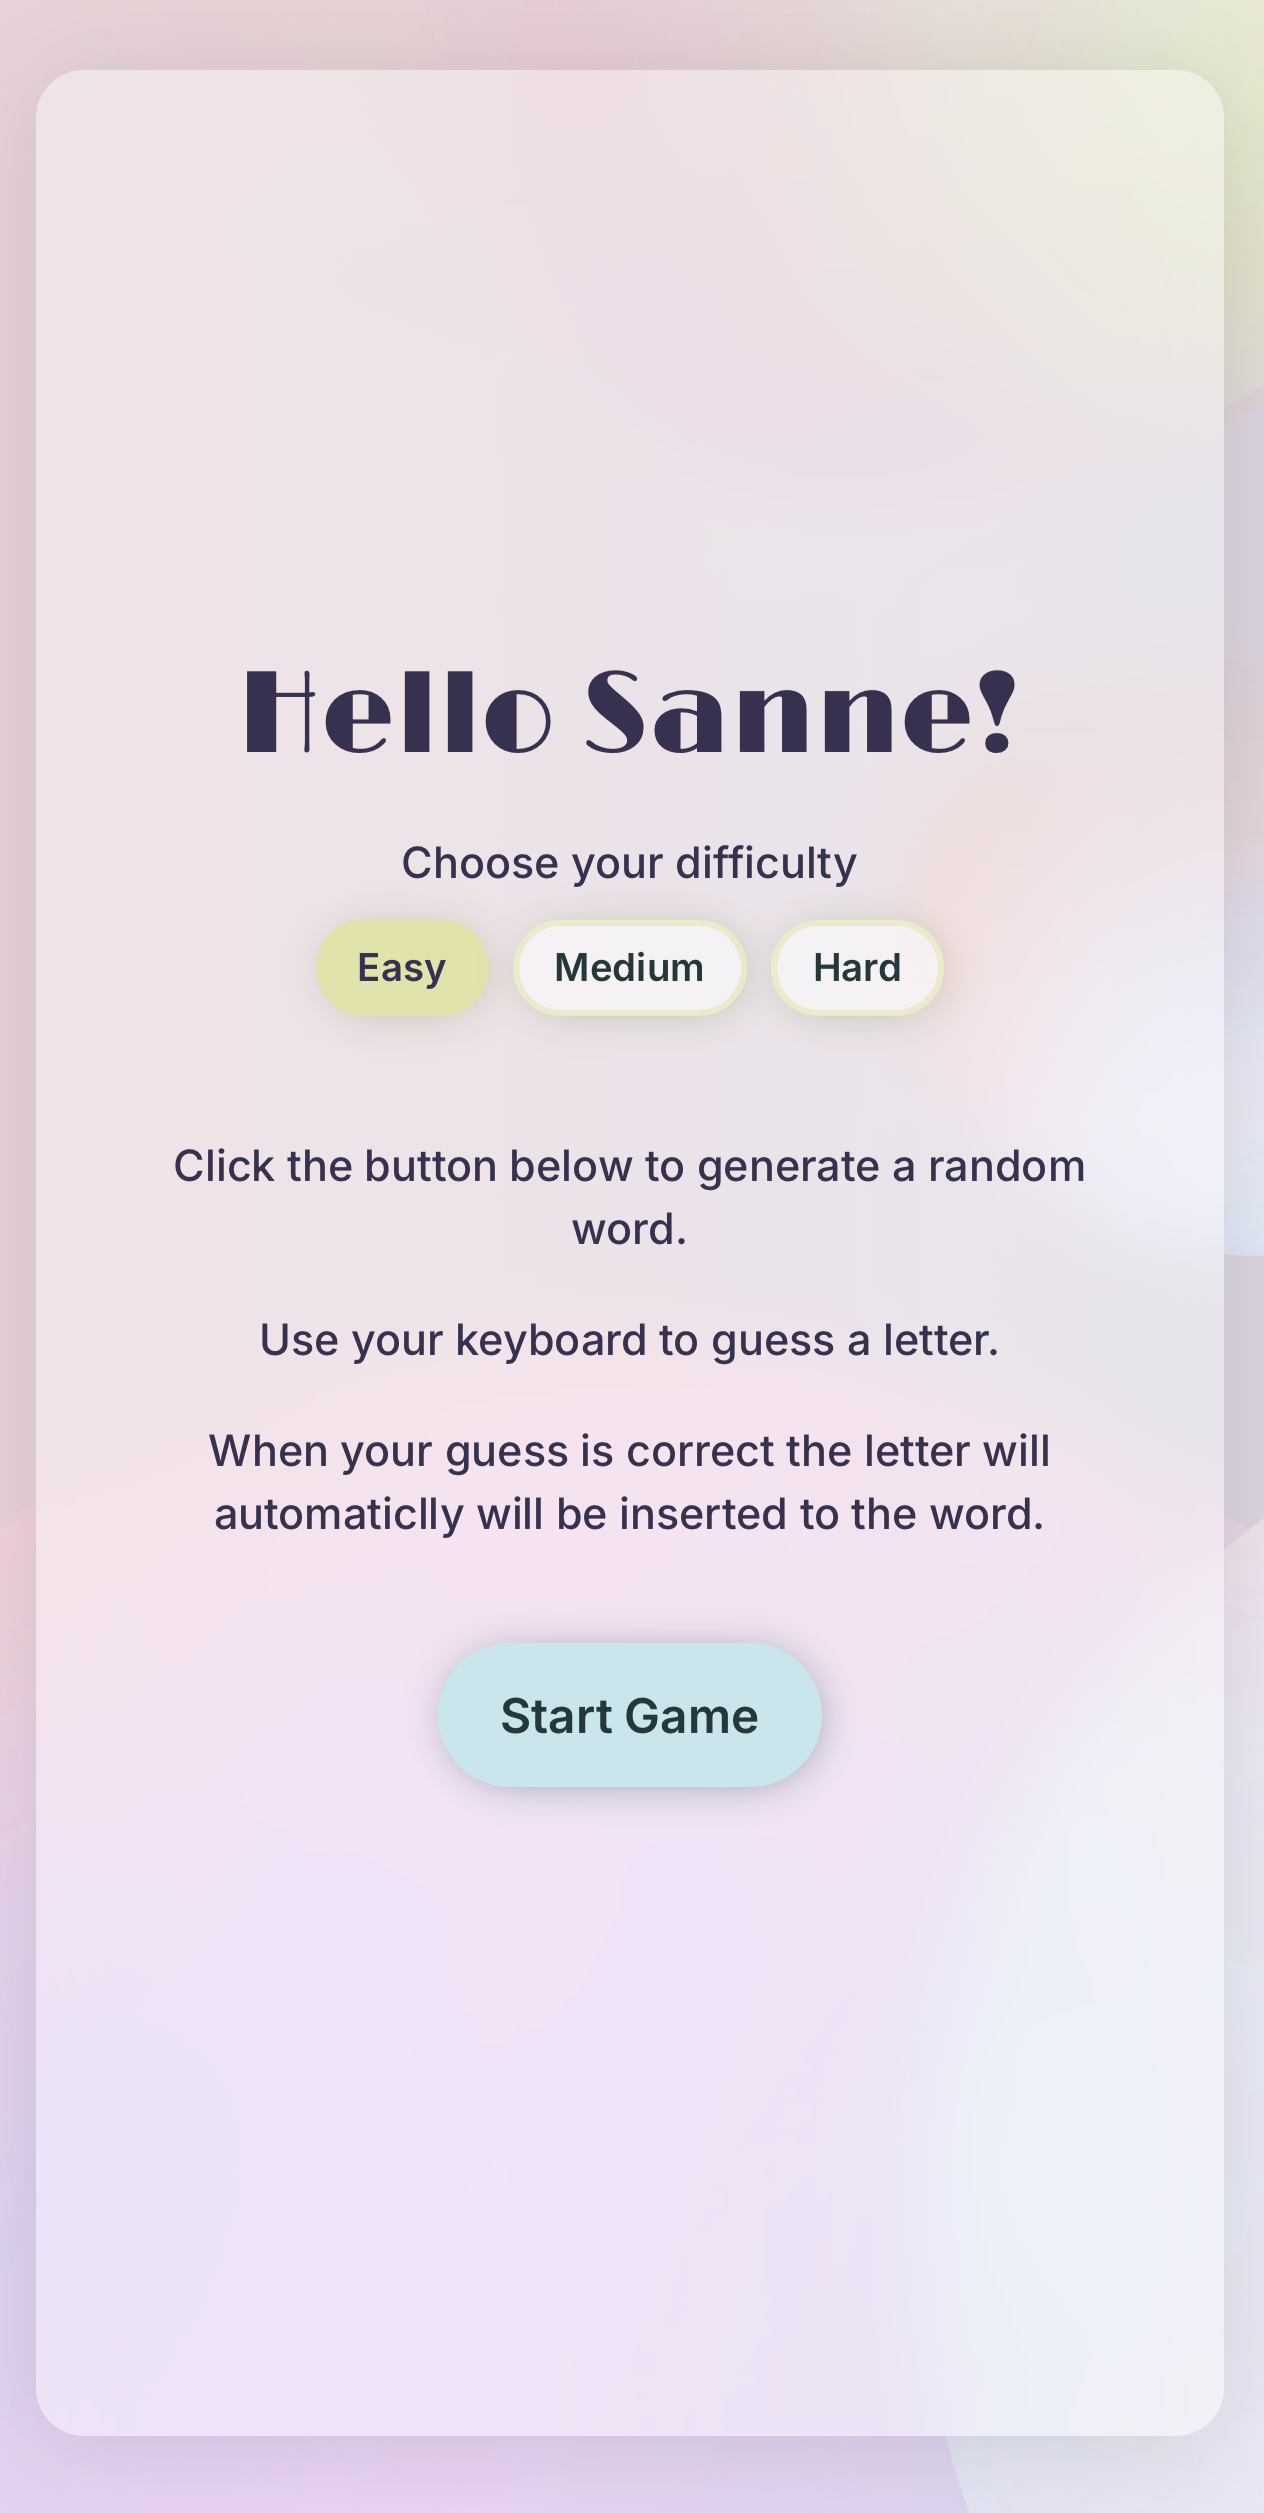 Hello Sanne!
Choose your difficulty
Easy Medium Hard
Click the button below to generate a random
word.
Use your keyboard to guess a letter.
When your guess is correct the letter will
automaticlly will be inserted to the word.
Start Game